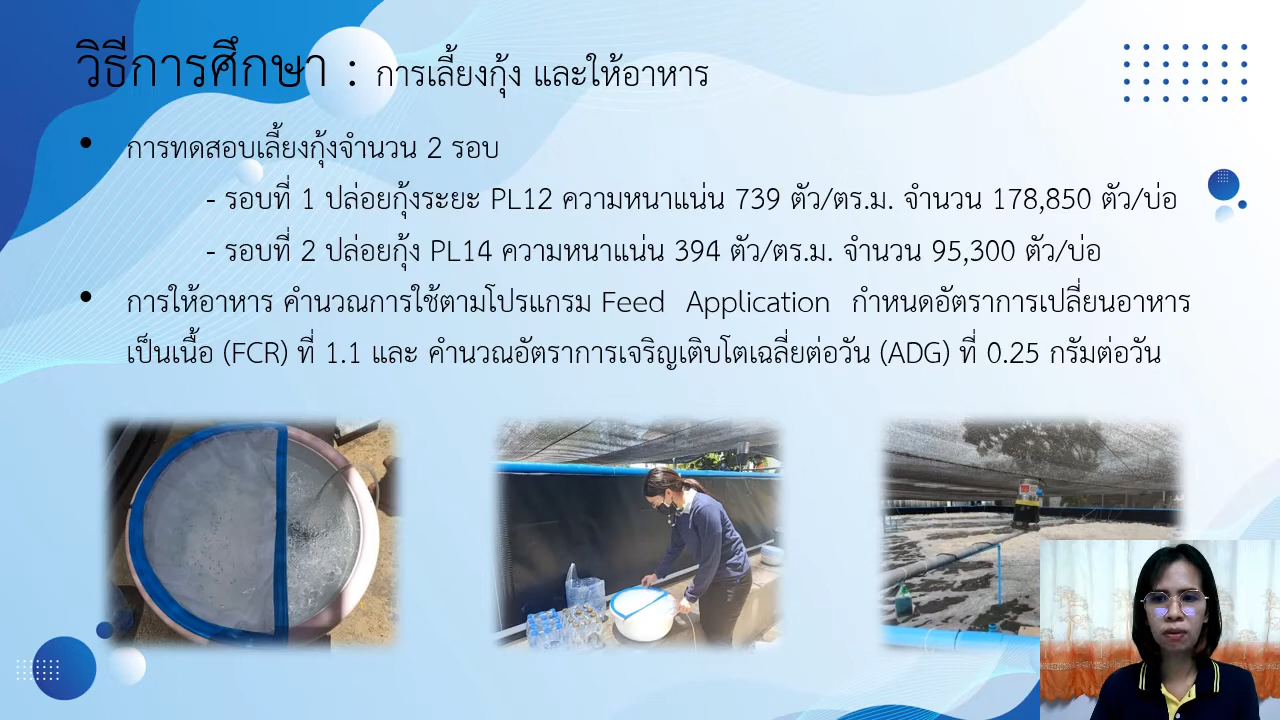 วิธีการศึกษา : การเลี้ยงกุ้ง และให้อาหาร
• การทดสอบเลี้ยงกุ้งจำนวน 2 รอบ
- รอบที่ 1 ปล่อยกุ้งระยะ PL12 ความหนาแน่น 739 ตัว/ตร.ม. จำนวน 178,850 ตัว/บ่อ
- รอบที่ 2 ปล่อยกุ้ง PL14 ความหนาแน่น 394 ตัว/ตร.ม. จำนวน 95,300 ตัว/บ่อ
• การให้อาหาร คำนวณการใช้ตามโปรแกรม Feed Application กำหนดอัตราการเปลี่ยนอาหาร
เป็นเนื้อ (FCR) ที่ 1.1 และ คำนวณอัตราการเจริญเติบโตเฉลี่ยต่อวัน (ADG) ที่ 0.25 กรัมต่อวัน